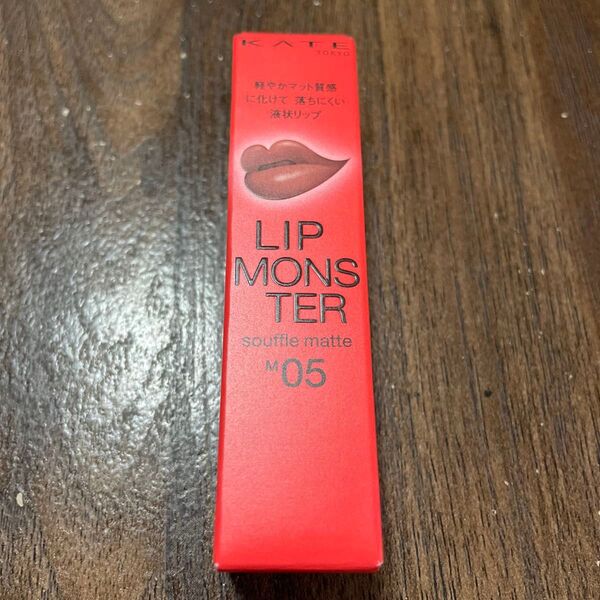 KATE
TOKYO
軽やかマット質感
に化けて 落ちにくい
液状リップ
LIP
MONS
TER
souffle matte
M05